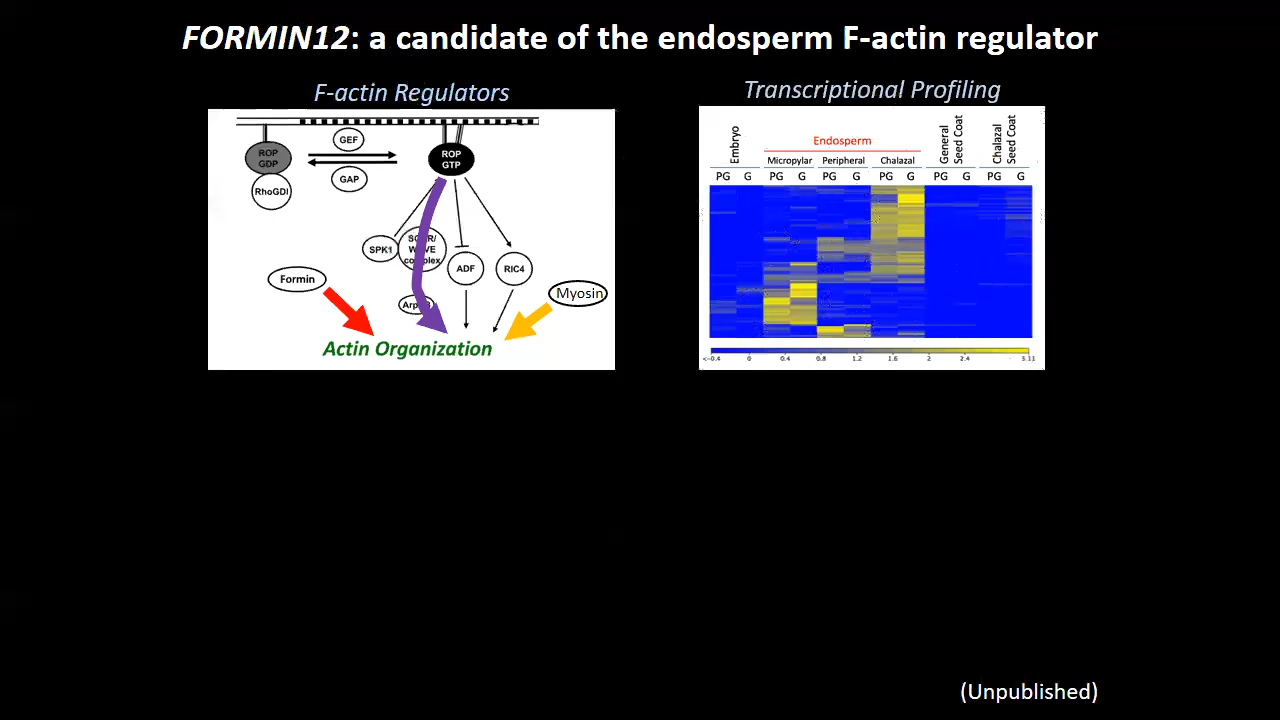 FORMIN12: a candidate of the endosperm F-actin regulator
F-actin Regulators
ROP
GDP
RhoGDI
GEF
GAP
ROP
GTP
SPK1
complex
ADF
RIC4
Formin
Myosin
Actin Organization
Transcriptional Profiling
Embryo
Endosperm
General
Seed Coat
Chalazal
Seed Coat
Micropylar Peripheral Chalazal
PG G PG G PG G PG G PG G PG G
<-0.4 0 0.4 0.8 1.2 1.6 2 2.4 3.11
(Unpublished)